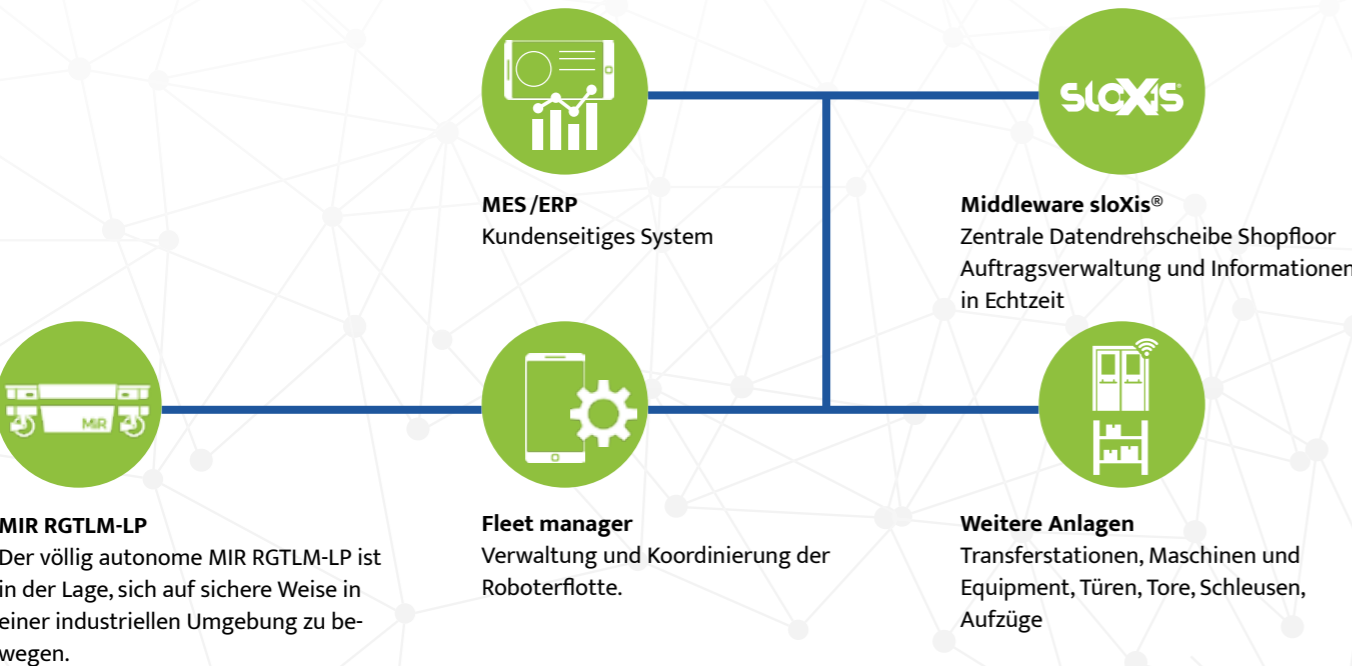 sloXis®
MES/ERP
Kundenseitiges System
Middleware sloXis®
Zentrale Datendrehscheibe Shopfloor
Auftragsverwaltung und Informationen
in Echtzeit
MiR
MIR RGTLM-LP
Der völlig autonome MIR RGTLM-LP ist
in der Lage, sich auf sichere Weise in
einer industriellen Umgebung zu be-
wegen.
Fleet manager
Verwaltung und Koordinierung der
Roboterflotte.
Weitere Anlagen
Transferstationen, Maschinen und
Equipment, Türen, Tore, Schleusen,
Aufzüge